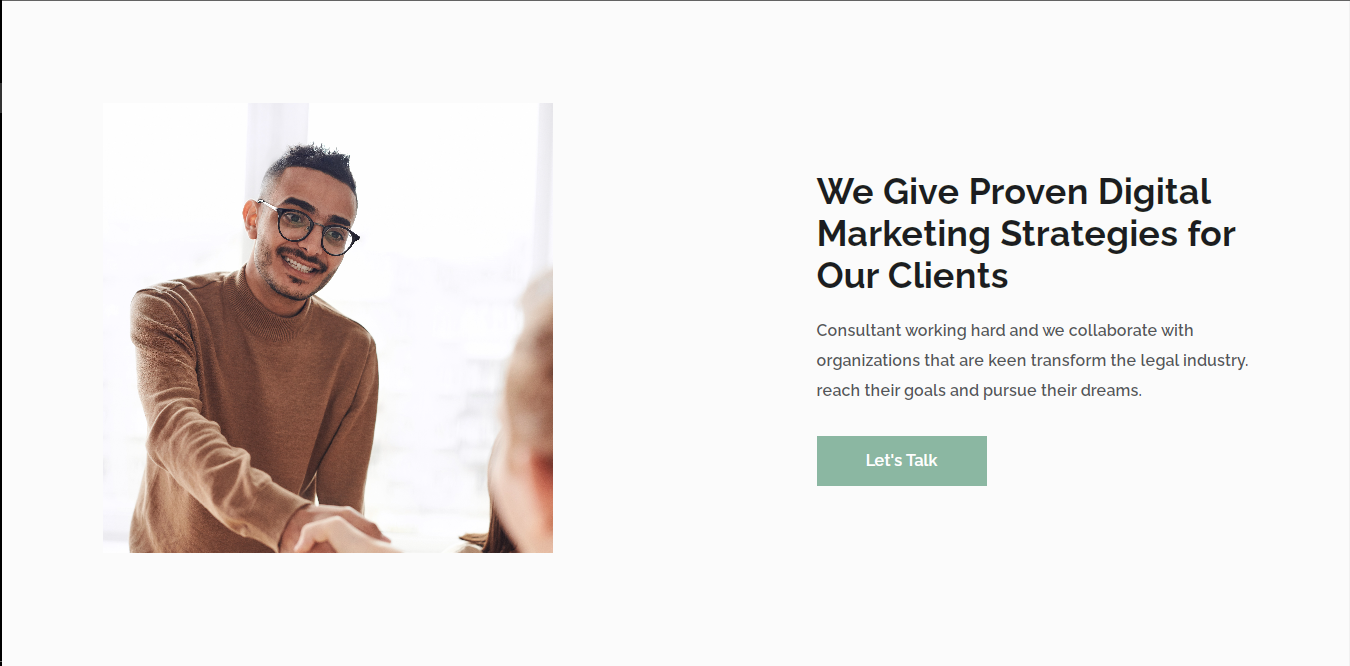 We Give Proven Digital
Marketing Strategies for
Our Clients
Consultant working hard and we collaborate with
organizations that are keen transform the legal industry.
reach their goals and pursue their dreams.
Let's Talk